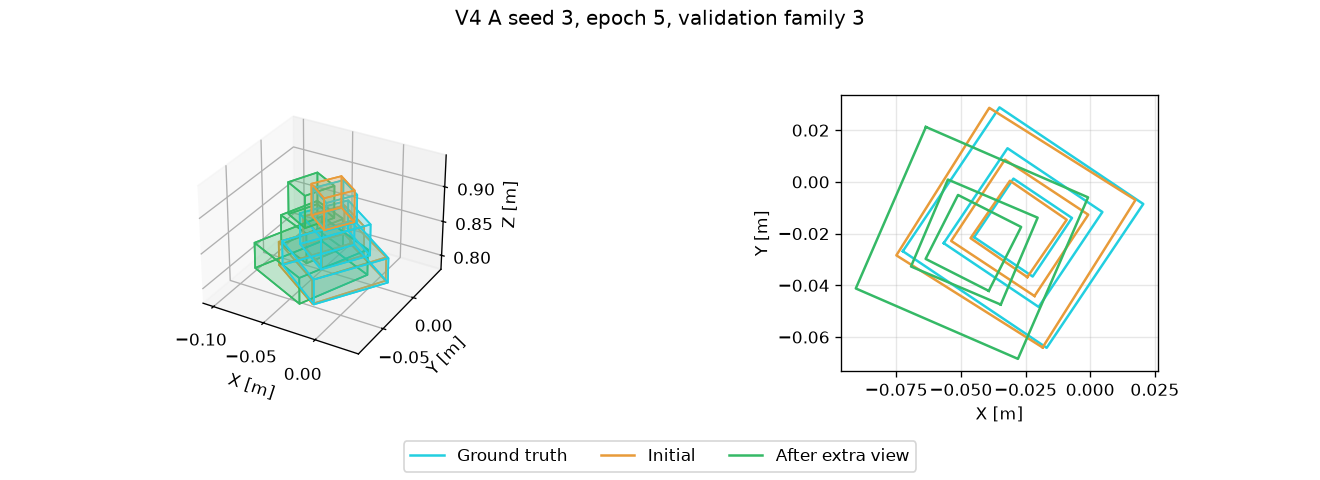 V4 A seed 3, epoch 5, validation family 3
0.90
0.85
0.80
Z [m]
−0.10
−0.05
0.00
X [m]
−0.05
0.00
Y [m]
0.02
0.00
−0.02
−0.04
−0.06
Y [m]
−0.075 −0.050 −0.025 0.000 0.025
X [m]
Ground truth Initial After extra view